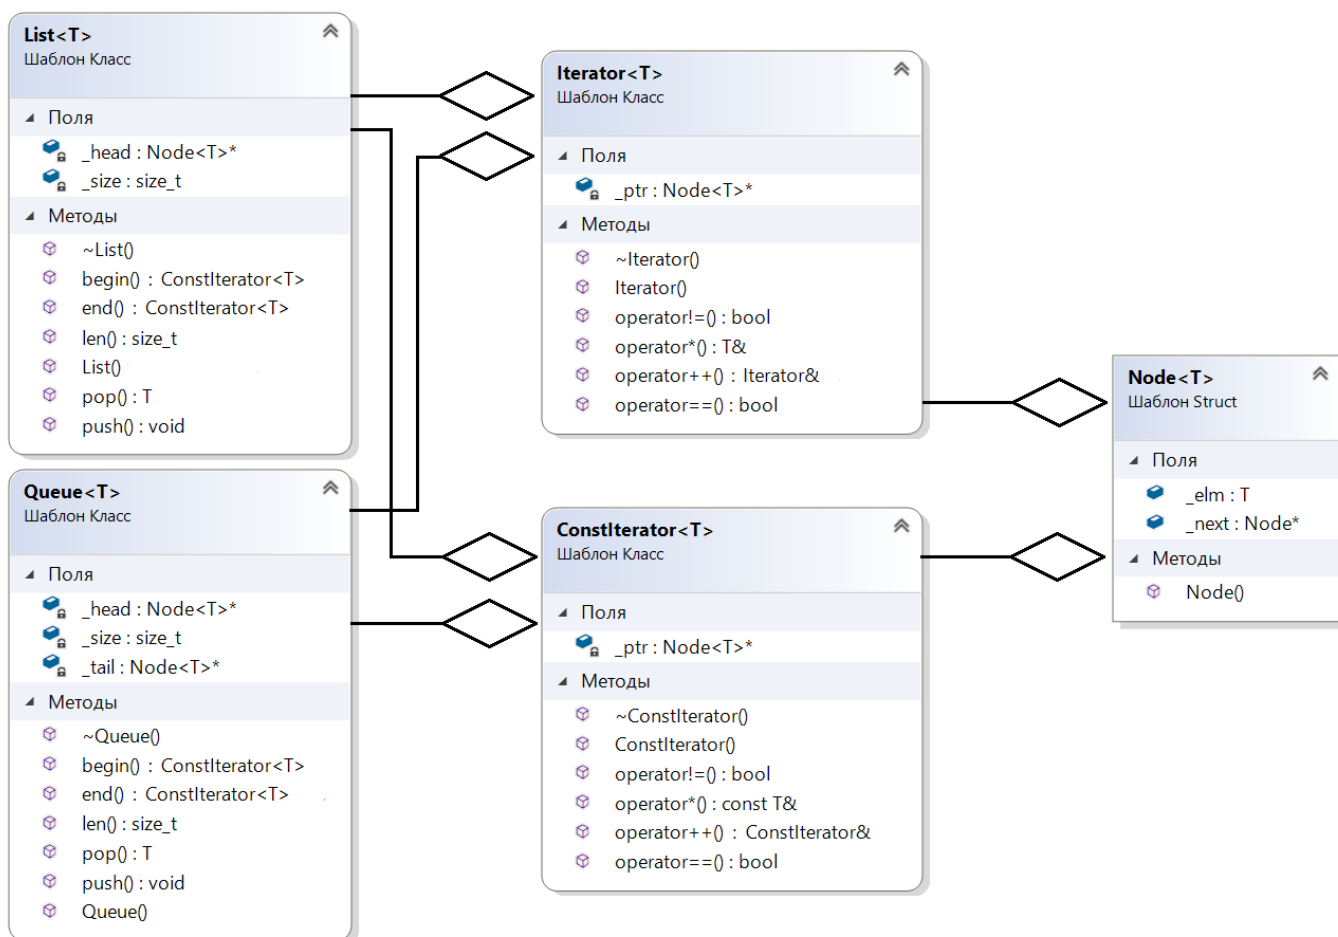 List<T>
Шаблон Класс
Поля
_head : Node<T>*
_size : size_t
Методы
~List()
begin() : ConstIterator<T>
end() : ConstIterator<T>
len() : size_t
List()
pop() : T
push() : void
Queue<T>
Шаблон Класс
Поля
_head : Node<T>*
_size : size_t
_tail : Node<T>*
Методы
~Queue()
begin() : ConstIterator<T>
end() : ConstIterator<T>
len() : size_t
pop() : T
push() : void
Queue()
Iterator<T>
Шаблон Класс
Поля
_ptr : Node<T>*
Методы
~Iterator()
Iterator()
operator!=() : bool
operator*() : T&
operator++() : Iterator&
operator==() : bool
ConstIterator<T>
Шаблон Класс
Поля
_ptr : Node<T>*
Методы
~ConstIterator()
ConstIterator()
operator!=() : bool
operator*() : const T&
operator++() : ConstIterator&
operator==() : bool
Node<T>
Шаблон Struct
Поля
_elm : T
_next : Node*
Методы
Node()